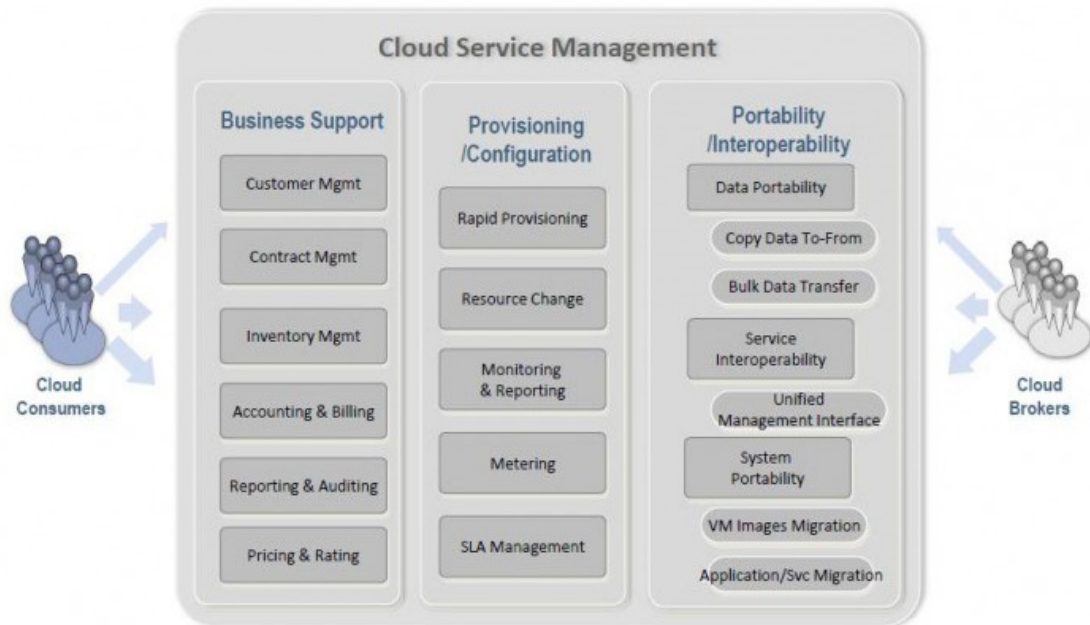 Cloud Service Management
Business Support
Customer Mgmt
Contract Mgmt
Inventory Mgmt
Accounting & Billing
Reporting & Auditing
Pricing & Rating
Provisioning
/Configuration
Rapid Provisioning
Resource Change
Monitoring
& Reporting
Metering
SLA Management
Portability
/Interoperability
Data Portability
Copy Data To-From
Bulk Data Transfer
Service
Interoperability
Unified
Management Interface
System
Portability
VM Images Migration
Application/Svc Migration
Cloud
Consumers
Cloud
Brokers